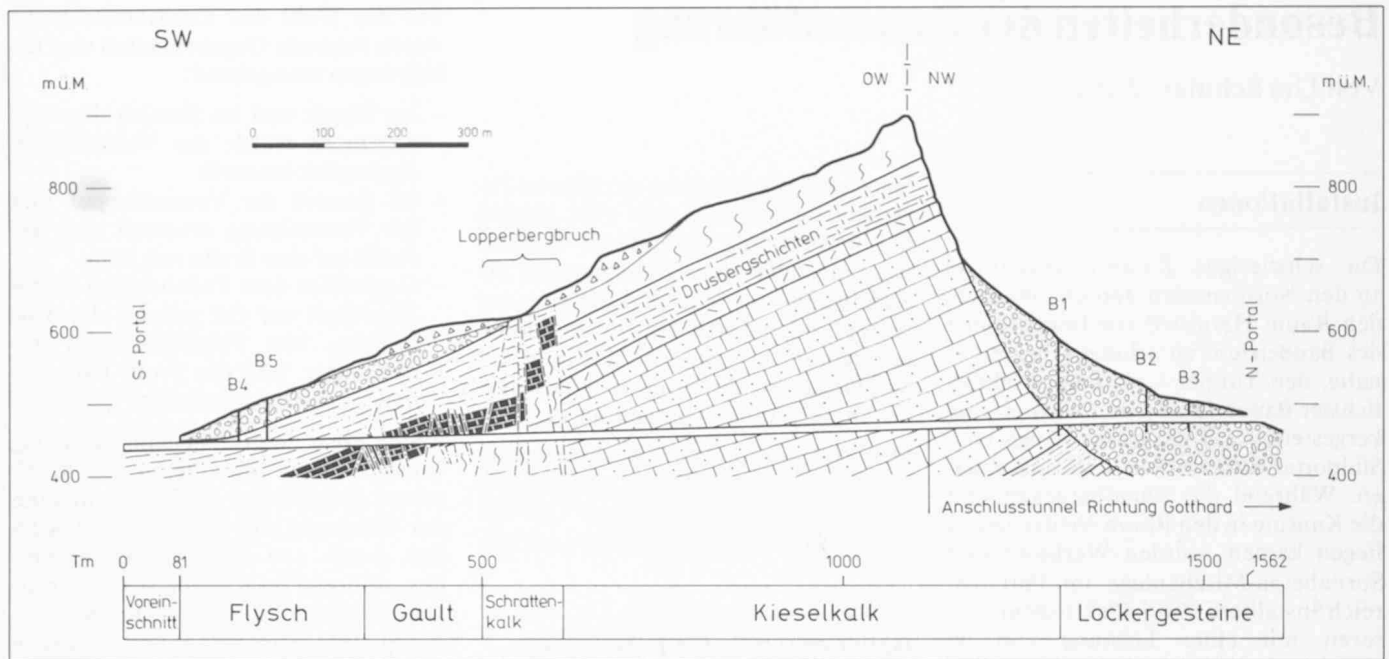 SW
NE
m ü.M.
OW NW
m ü.M.
0 100 200 300 m
800
800
Lopperbergbruch
Drusbergschichten
600
600
S-Portal
N-Portal
B1
B2
B3
B4
B5
400
400
Anschlusstunnel Richtung Gotthard
Tm 0 81 500 1000 1500 1562
Vorein-
schnitt
Flysch
Gault
Schratten-
kalk
Kieselkalk
Lockergesteine